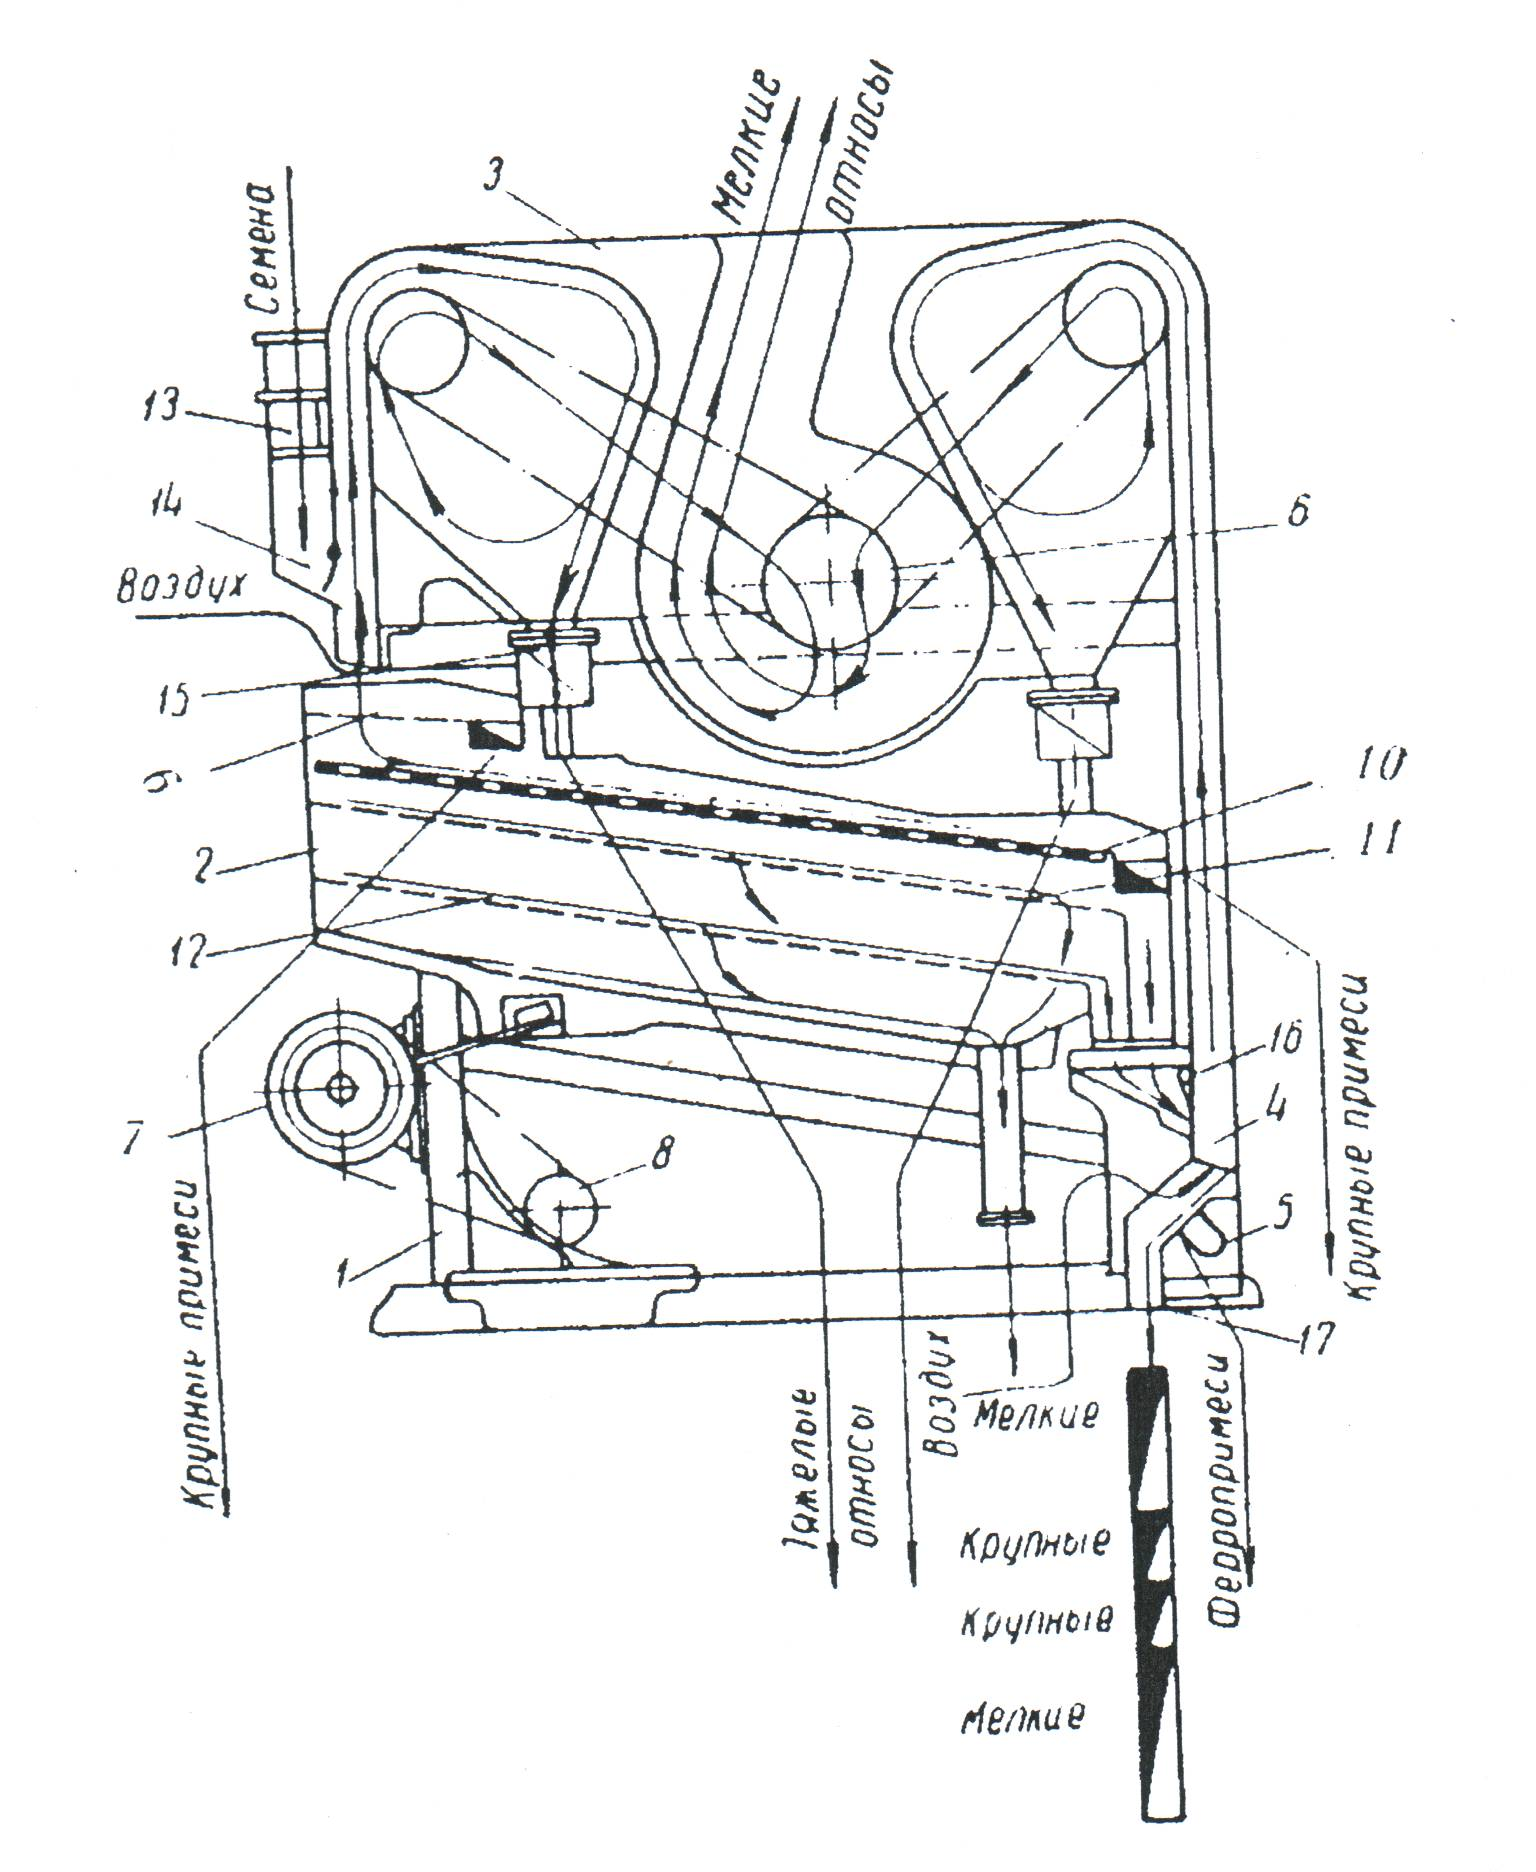 Мелкие
относы
3
Семена
13
14
6
Воздух
15
10
11
2
12
16
4
7
8
5
1
17
Крупные примеси
Крупные примеси
Тяжелые
относы
Воздух
Мелкие
Крупные
Крупные
Мелкие
Ферропримеси